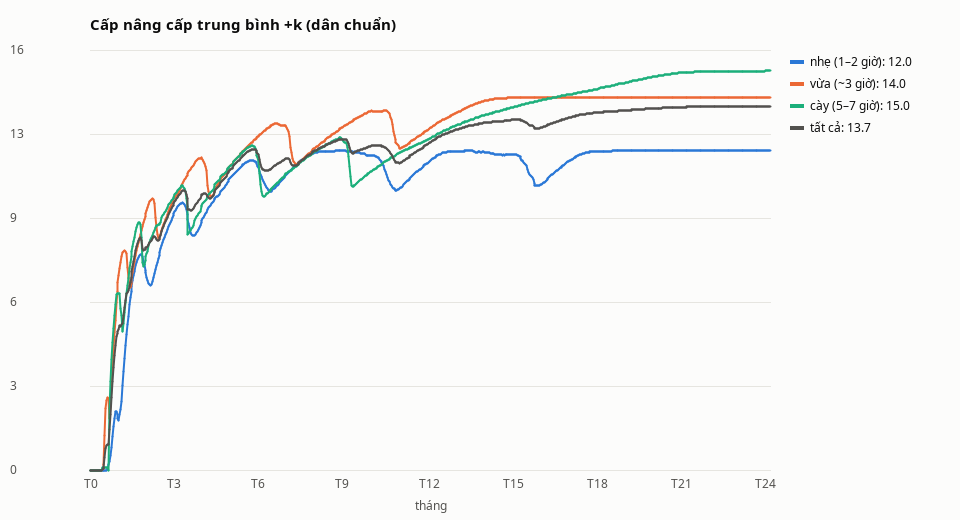 Cấp nâng cấp trung bình +k (dân chuẩn)
16
13
9
6
3
0
T0 T3 T6 T9 T12 T15 T18 T21 T24
tháng
nhẹ (1–2 giờ): 12.0
vừa (~3 giờ): 14.0
cày (5–7 giờ): 15.0
tất cả: 13.7